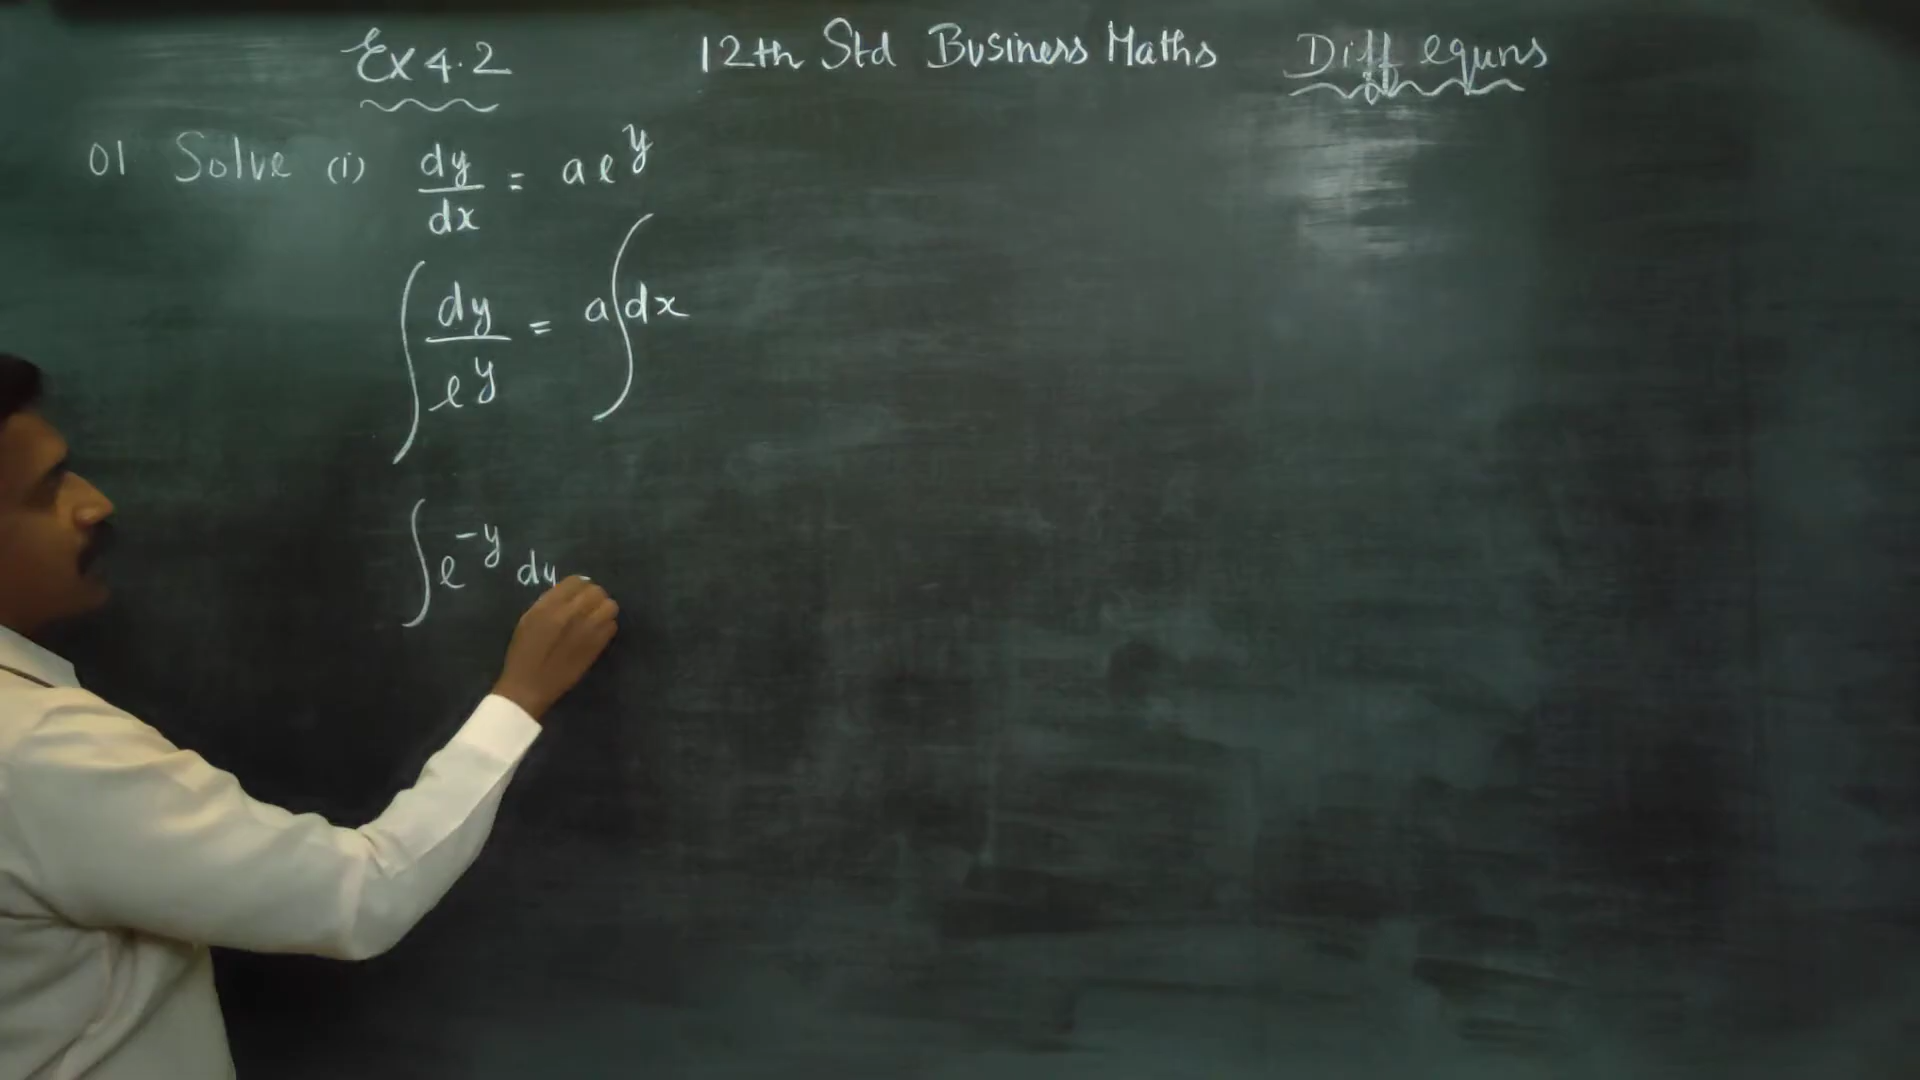 Ex 4.2 12th Std Business Maths Diff equns
01 Solve (i) dy/dx = a e^y
∫ dy/e^y = a ∫ dx
∫ e^-y dy =